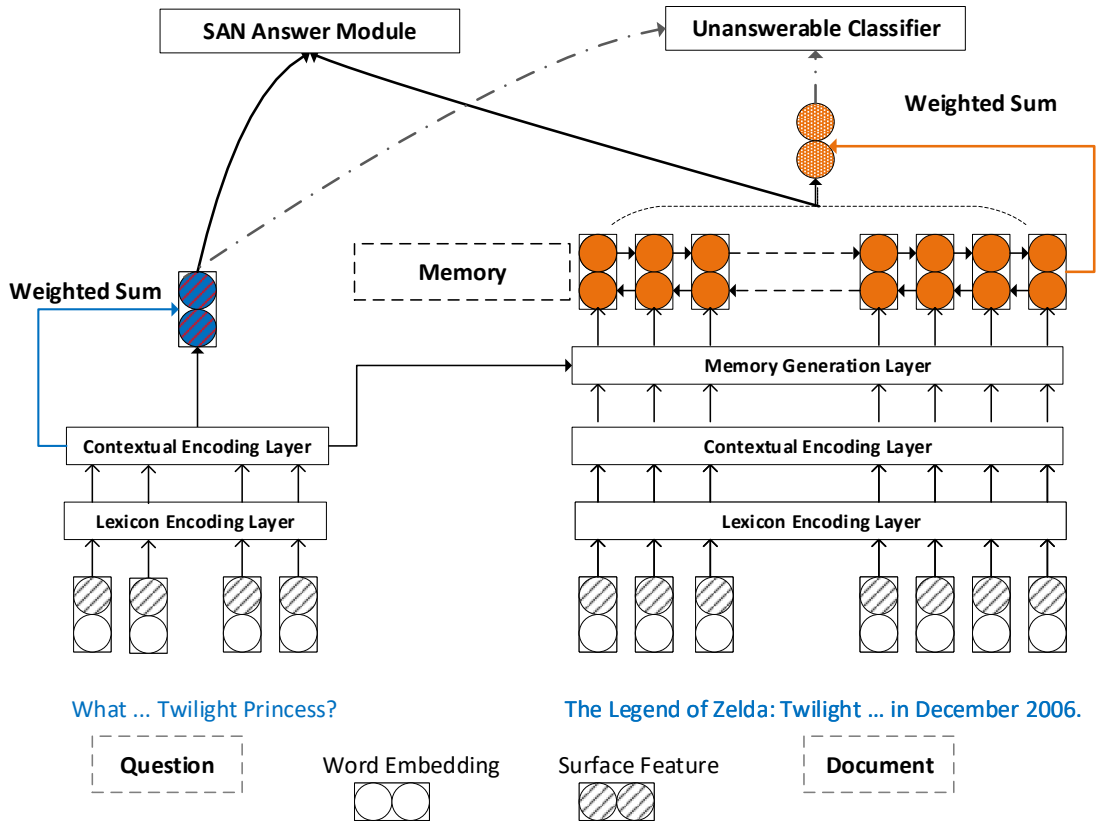 SAN Answer Module
Unanswerable Classifier
Weighted Sum
Memory
Weighted Sum
Memory Generation Layer
Contextual Encoding Layer
Contextual Encoding Layer
Lexicon Encoding Layer
Lexicon Encoding Layer
What ... Twilight Princess?
The Legend of Zelda: Twilight ... in December 2006.
Question
Word Embedding
Surface Feature
Document